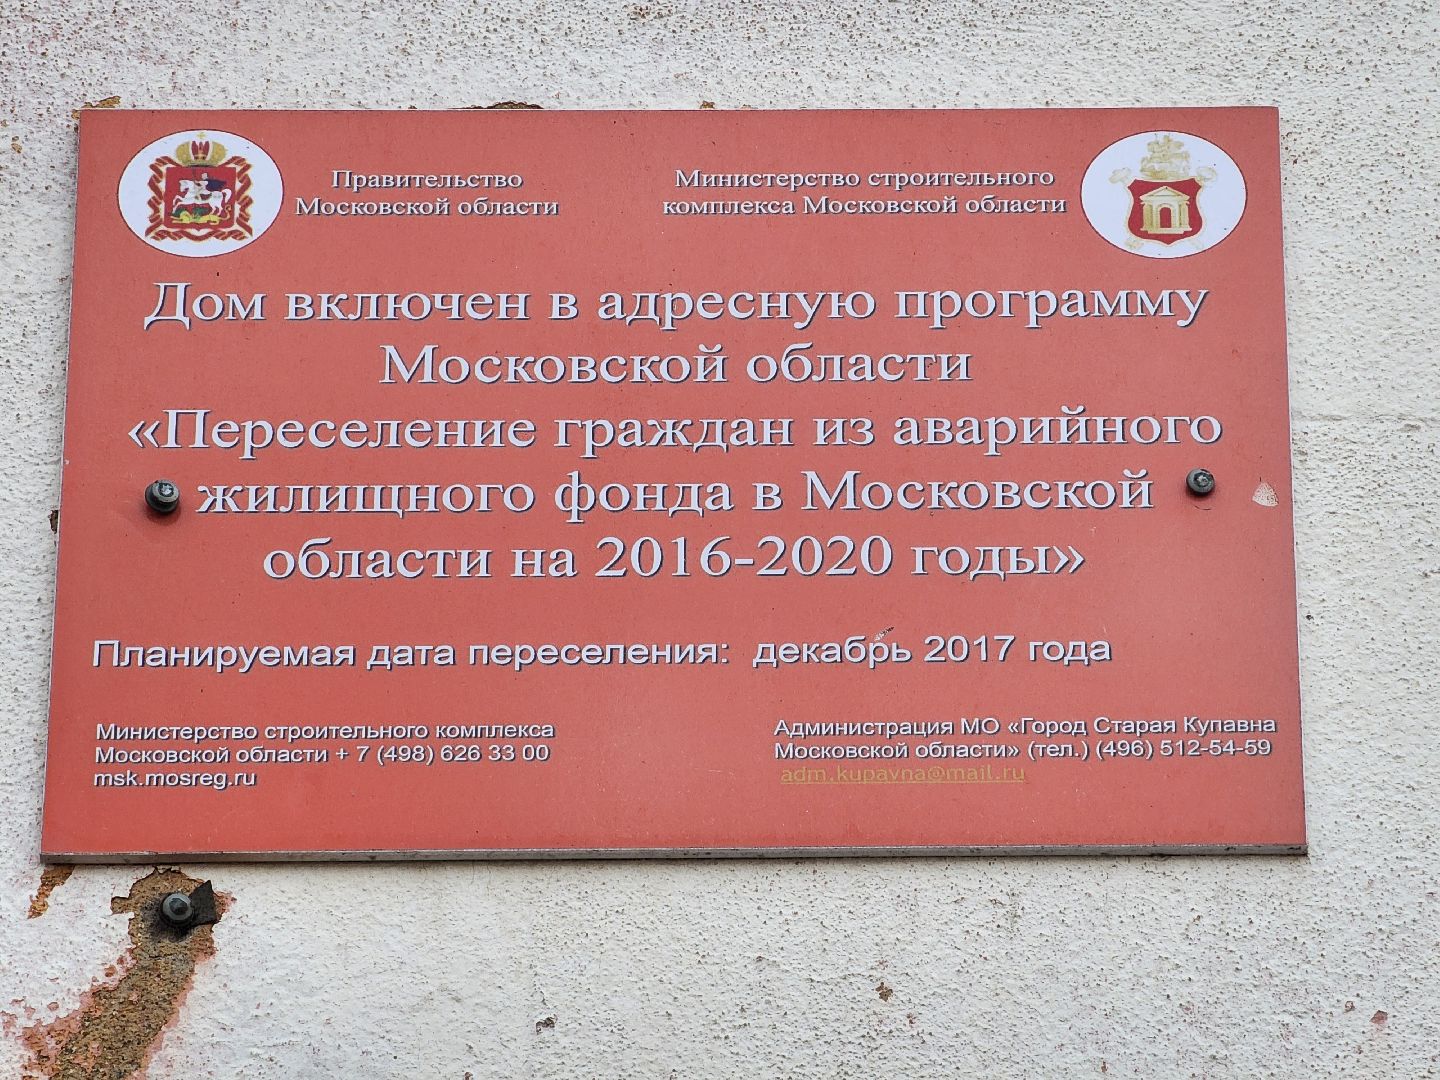 Правительство
Московской области
Министерство строительного
комплекса Московской области
Дом включен в адресную программу
Московской области
«Переселение граждан из аварийного
жилищного фонда в Московской
области на 2016-2020 годы»
Планируемая дата переселения: декабрь 2017 года
Министерство строительного комплекса
Московской области + 7 (498) 626 33 00
msk.mosreg.ru
Администрация МО «Город Старая Купавна
Московской области» (тел.) (496) 512-54-59
adm.kupavna@mail.ru